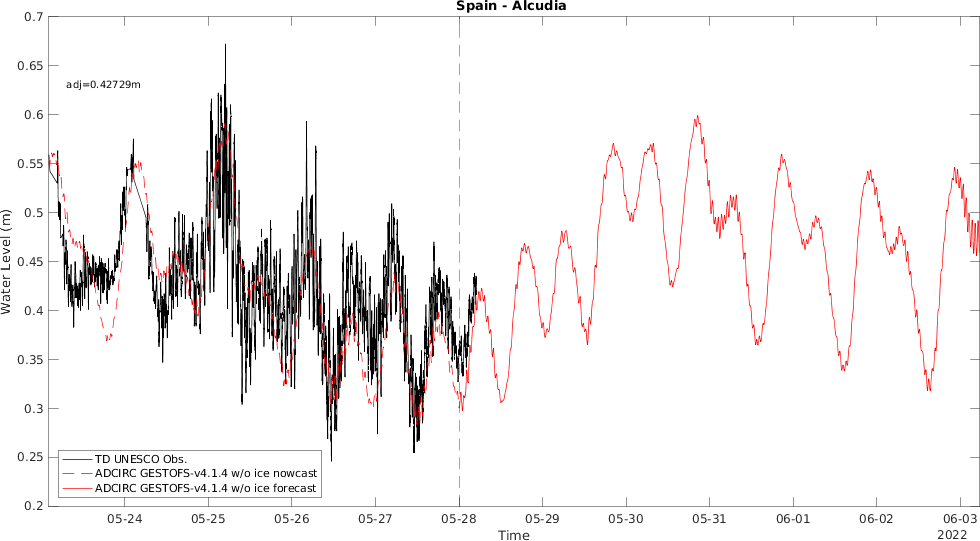 Spain - Alcudia
0.7
0.65
0.6
0.55
0.5
0.45
0.4
0.35
0.3
0.25
0.2
Water Level (m)
adj=0.42729m
TD UNESCO Obs.
ADCIRC GESTOFS-v4.1.4 w/o ice nowcast
ADCIRC GESTOFS-v4.1.4 w/o ice forecast
05-24 05-25 05-26 05-27 05-28 05-29 05-30 05-31 06-01 06-02 06-03
Time
2022